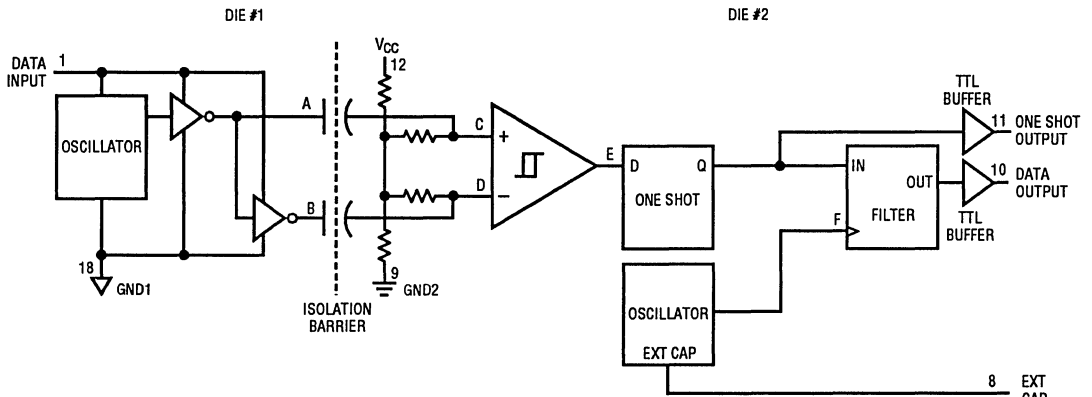 DIE #1
DIE #2
DATA
INPUT
1
OSCILLATOR
18
GND1
A
B
ISOLATION
BARRIER
VCC
12
9
GND2
C
+
D
−
E
D
Q
ONE SHOT
OSCILLATOR
EXT CAP
IN
OUT
F
FILTER
TTL
BUFFER
11
ONE SHOT
OUTPUT
10
DATA
OUTPUT
TTL
BUFFER
8
EXT